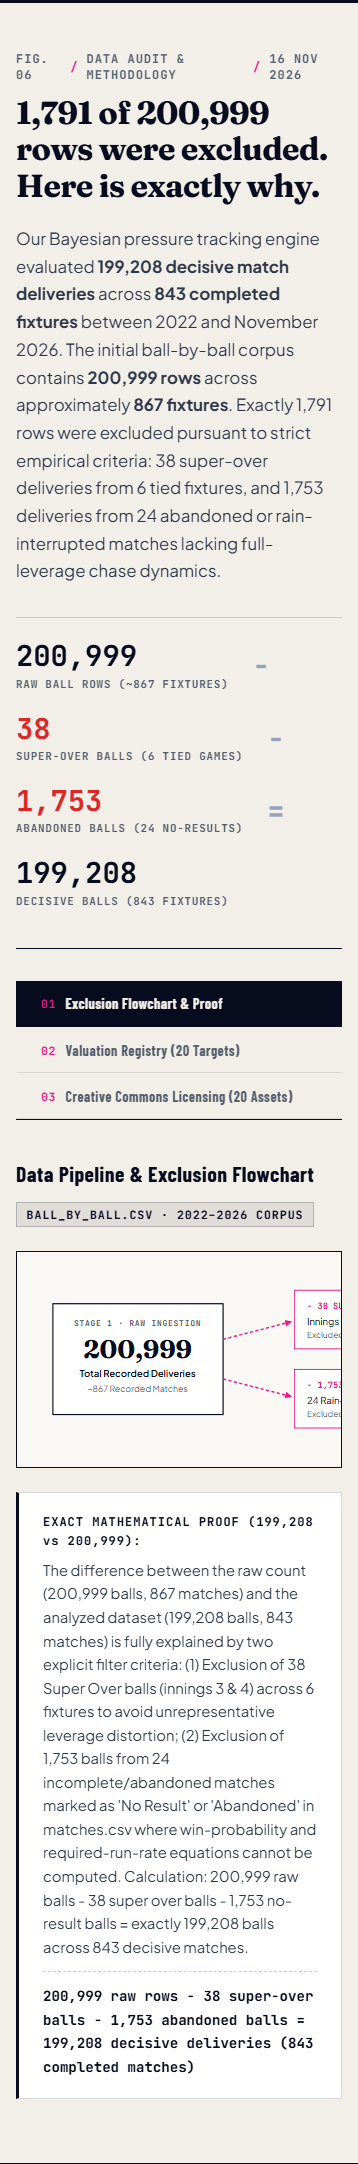 FIG. 06 / DATA AUDIT & METHODOLOGY / 16 NOV 2026
1,791 of 200,999
rows were excluded.
Here is exactly why.
Our Bayesian pressure tracking engine
evaluated 199,208 decisive match
deliveries across 843 completed
fixtures between 2022 and November
2026. The initial ball-by-ball corpus
contains 200,999 rows across
approximately 867 fixtures. Exactly 1,791
rows were excluded pursuant to strict
empirical criteria: 38 super-over
deliveries from 6 tied fixtures, and 1,753
deliveries from 24 abandoned or rain-
interrupted matches lacking full-
leverage chase dynamics.
200,999 -
RAW BALL ROWS (~867 FIXTURES)
38 -
SUPER-OVER BALLS (6 TIED GAMES)
1,753 =
ABANDONED BALLS (24 NO-RESULTS)
199,208
DECISIVE BALLS (843 FIXTURES)
01 Exclusion Flowchart & Proof
02 Valuation Registry (20 Targets)
03 Creative Commons Licensing (20 Assets)
Data Pipeline & Exclusion Flowchart
BALL_BY_BALL.CSV · 2022-2026 CORPUS
STAGE 1 · RAW INGESTION
200,999
Total Recorded Deliveries
~867 Recorded Matches
- 38
Innings
Excluded
- 1,753
24 Rain-
Excluded
EXACT MATHEMATICAL PROOF (199,208
vs 200,999):
The difference between the raw count
(200,999 balls, 867 matches) and the
analyzed dataset (199,208 balls, 843
matches) is fully explained by two
explicit filter criteria: (1) Exclusion of 38
Super Over balls (innings 3 & 4) across 6
fixtures to avoid unrepresentative
leverage distortion; (2) Exclusion of
1,753 balls from 24
incomplete/abandoned matches
marked as 'No Result' or 'Abandoned' in
matches.csv where win-probability and
required-run-rate equations cannot be
computed. Calculation: 200,999 raw
balls - 38 super over balls - 1,753 no-
result balls = exactly 199,208 balls
across 843 decisive matches.
200,999 raw rows - 38 super-over
balls - 1,753 abandoned balls =
199,208 decisive deliveries (843
completed matches)